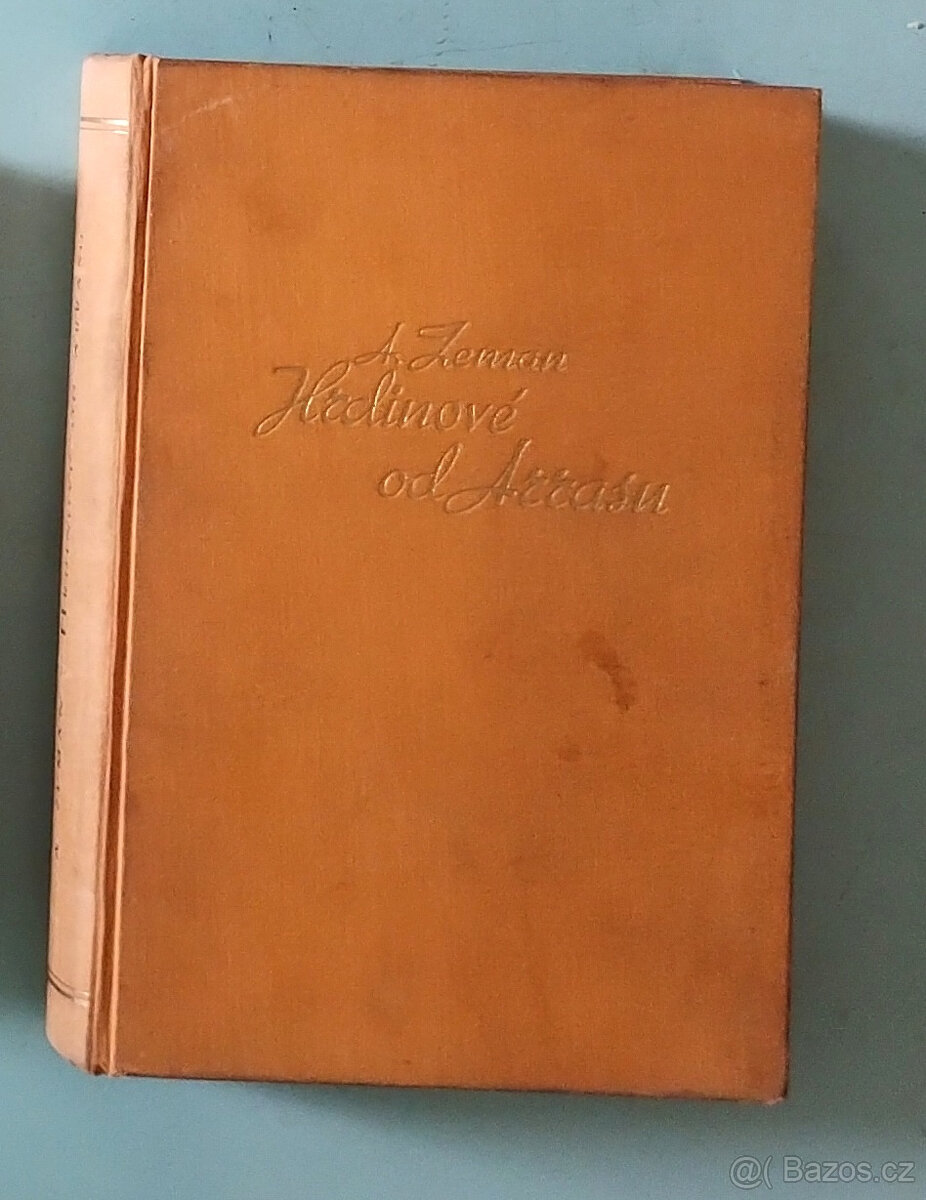 A. Zeman
Hrdinové
od Arrasu
@( Bazos.cz